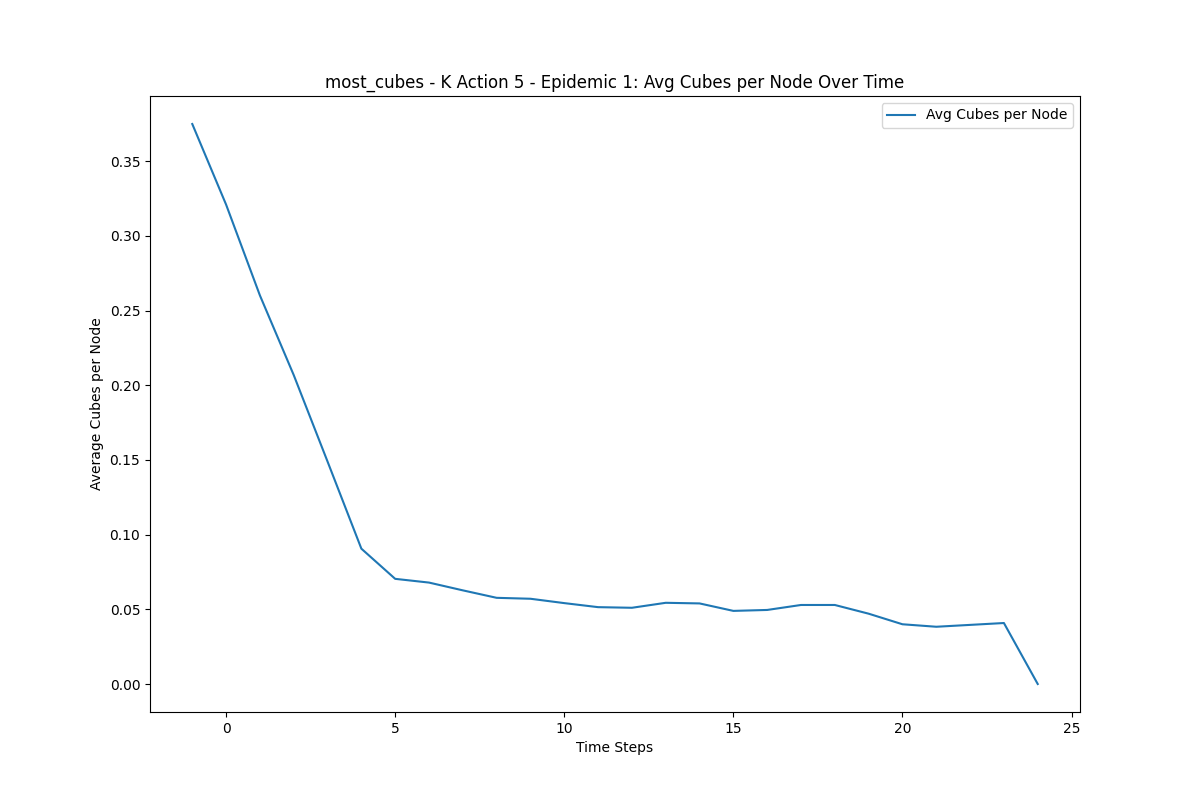 most_cubes - K Action 5 - Epidemic 1: Avg Cubes per Node Over Time
Avg Cubes per Node
Average Cubes per Node
0.35
0.30
0.25
0.20
0.15
0.10
0.05
0.00
0 5 10 15 20 25
Time Steps